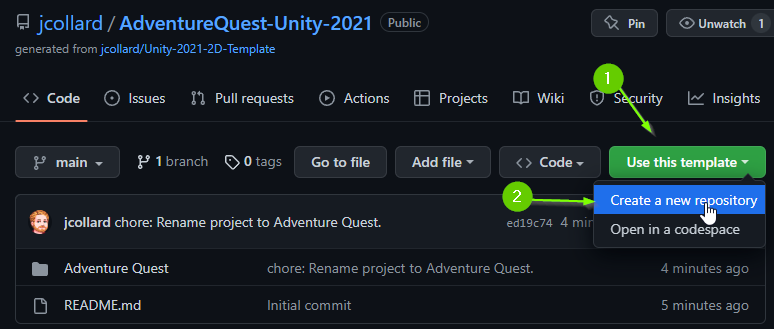 jcollard / AdventureQuest-Unity-2021 Public Pin Unwatch 1
generated from jcollard/Unity-2021-2D-Template
1
Code Issues Pull requests Actions Projects Wiki Security Insights
main 1 branch 0 tags Go to file Add file Code Use this template
2
Create a new repository
jcollard chore: Rename project to Adventure Quest. ed19c74 4
Open in a codespace
Adventure Quest chore: Rename project to Adventure Quest. 4 minutes ago
README.md Initial commit 5 minutes ago